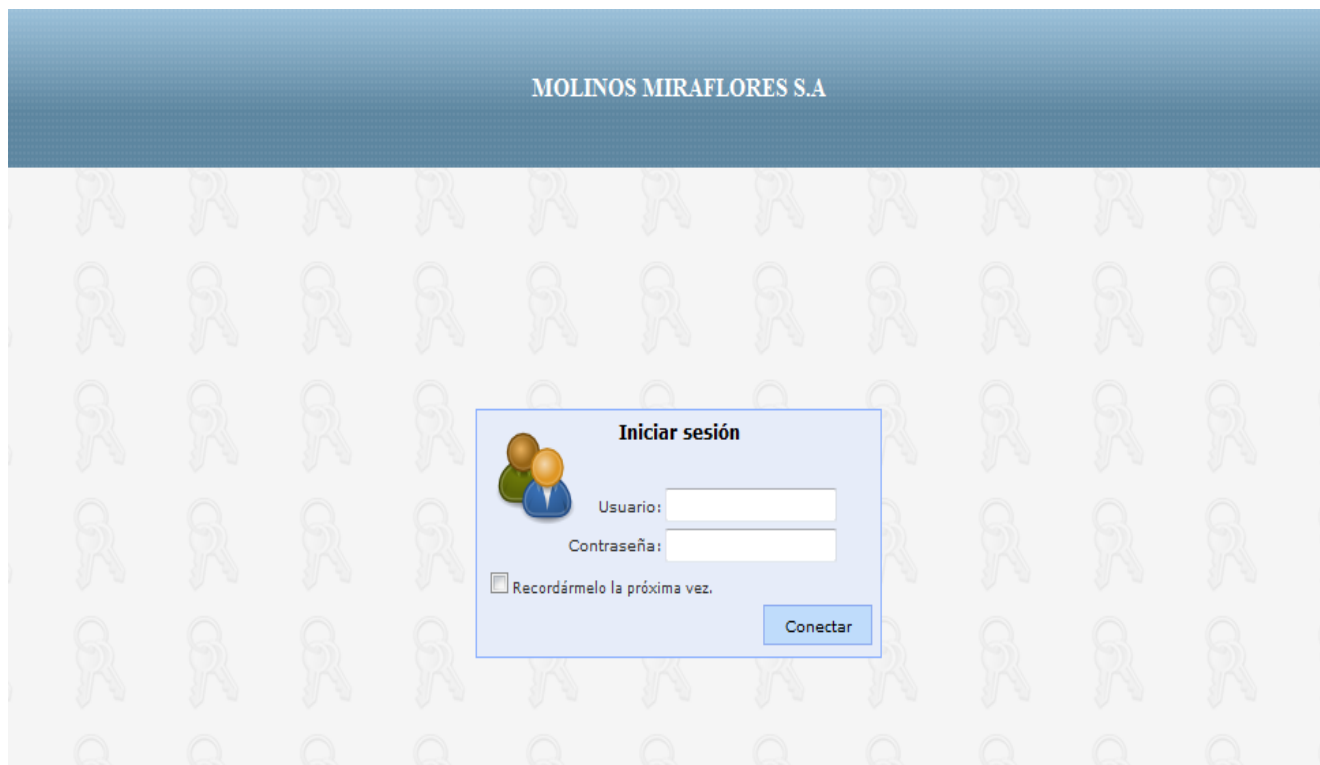 MOLINOS MIRAFLORES S.A
Iniciar sesión
Usuario:
Contraseña:
Recordármelo la próxima vez.
Conectar